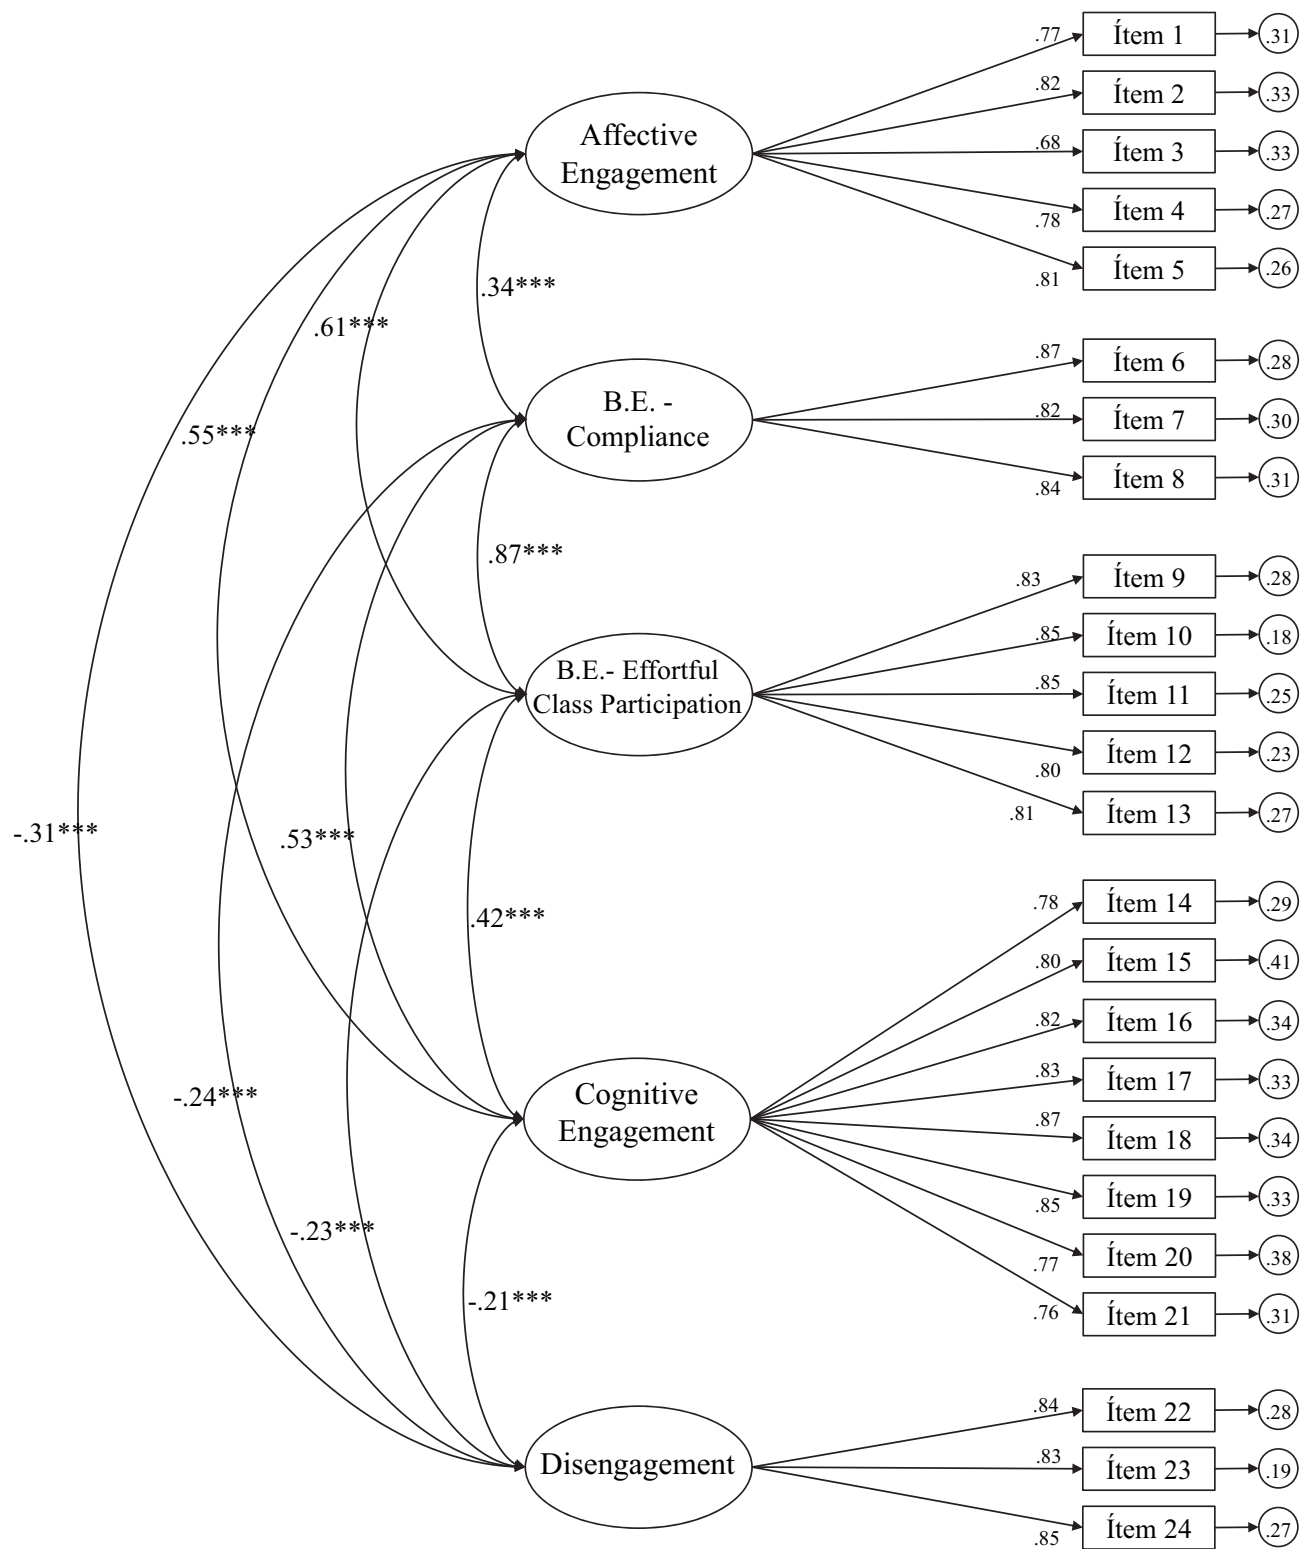 .77
Ítem 1
.31
.82
Ítem 2
.33
Affective
Engagement
.68
Ítem 3
.33
.78
Ítem 4
.27
.81
Ítem 5
.26
.34***
.61***
.55***
B.E. -
Compliance
.87
Ítem 6
.28
.82
Ítem 7
.30
.84
Ítem 8
.31
.87***
.83
Ítem 9
.28
.85
Ítem 10
.18
B.E.- Effortful
Class Participation
.85
Ítem 11
.25
.80
Ítem 12
.23
.81
Ítem 13
.27
-.31***
.53***
.42***
.78
Ítem 14
.29
.80
Ítem 15
.41
.82
Ítem 16
.34
.83
Ítem 17
.33
Cognitive
Engagement
.87
Ítem 18
.34
.85
Ítem 19
.33
.77
Ítem 20
.38
.76
Ítem 21
.31
-.24***
-.23***
-.21***
.84
Ítem 22
.28
Disengagement
.83
Ítem 23
.19
.85
Ítem 24
.27